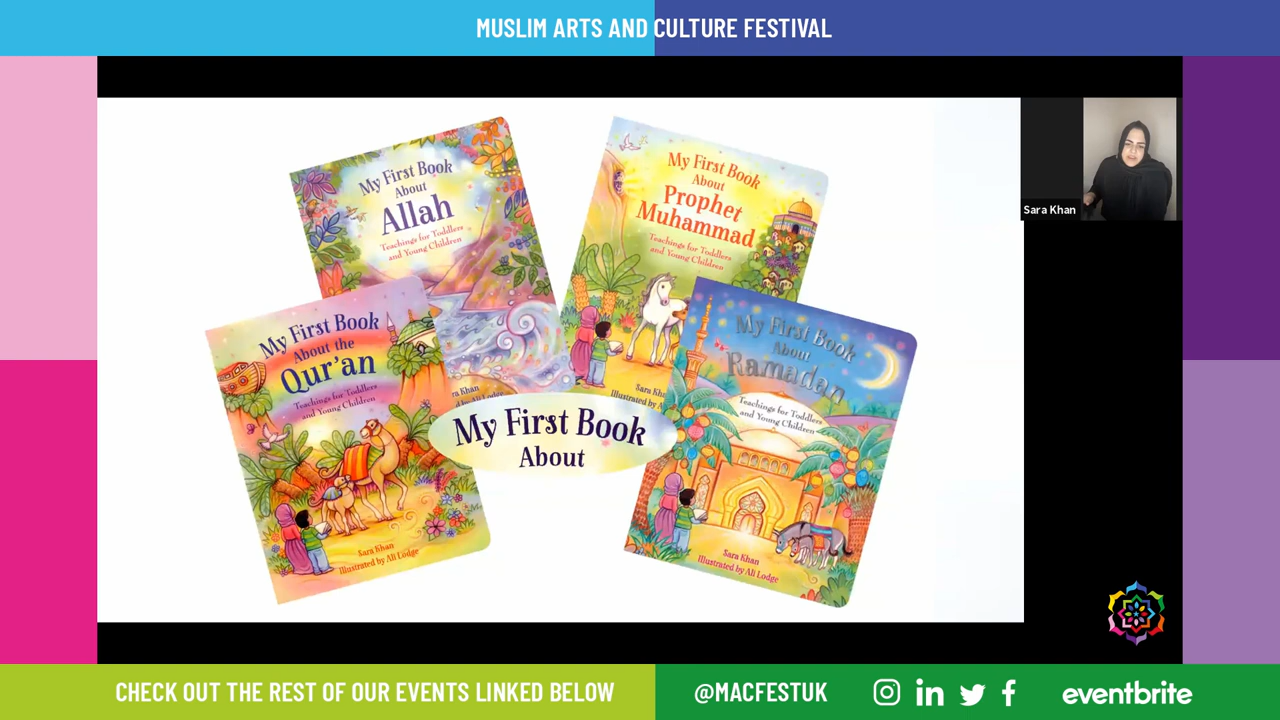 MUSLIM ARTS AND CULTURE FESTIVAL
My First Book
About
Allah
Teachings for Toddlers
and Young Children
My First Book
About
Prophet
Muhammad
Teachings for Toddlers
and Young Children
Sara Khan
My First Book
About the
Qur'an
Teachings for Toddlers
and Young Children
Sara Khan
Illustrated by Ali Lodge
Illustrated by
My First Book
About
Ramadan
Teachings for Toddlers
and Young Children
Sara Khan
Illustrated by Ali Lodge
My First Book
About
CHECK OUT THE REST OF OUR EVENTS LINKED BELOW
@MACFESTUK
eventbrite